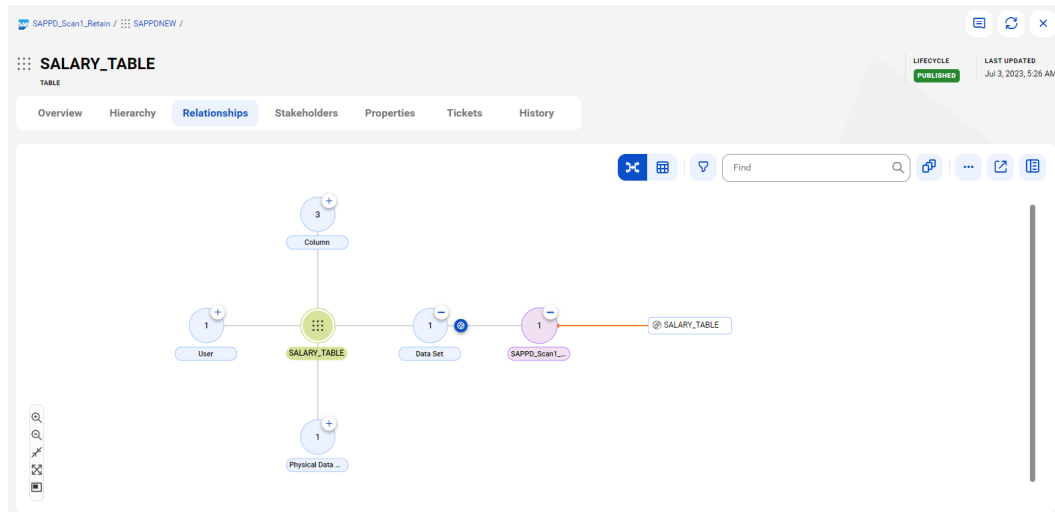 SAP SAPPD_Scan1_Retain / SAPPDNEW /
SALARY_TABLE
TABLE
LIFECYCLE
PUBLISHED
LAST UPDATED
Jul 3, 2023, 5:26 AM
Overview Hierarchy Relationships Stakeholders Properties Tickets History
Find
3
Column
1
User
SALARY_TABLE
1
Data Set
1
SAPPD_Scan1_...
SALARY_TABLE
1
Physical Data ...